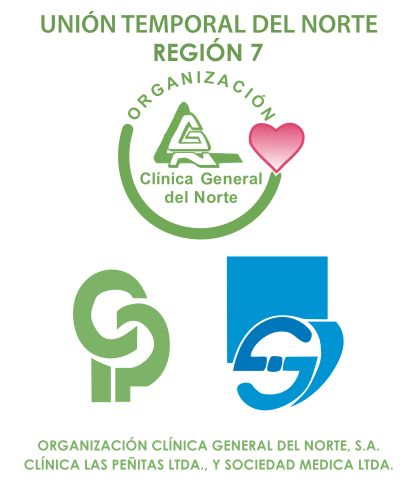 UNIÓN TEMPORAL DEL NORTE
REGIÓN 7
ORGANIZACIÓN
CGN
Clínica General
del Norte
ORGANIZACIÓN CLÍNICA GENERAL DEL NORTE, S.A.
CLÍNICA LAS PEÑITAS LTDA., Y SOCIEDAD MEDICA LTDA.